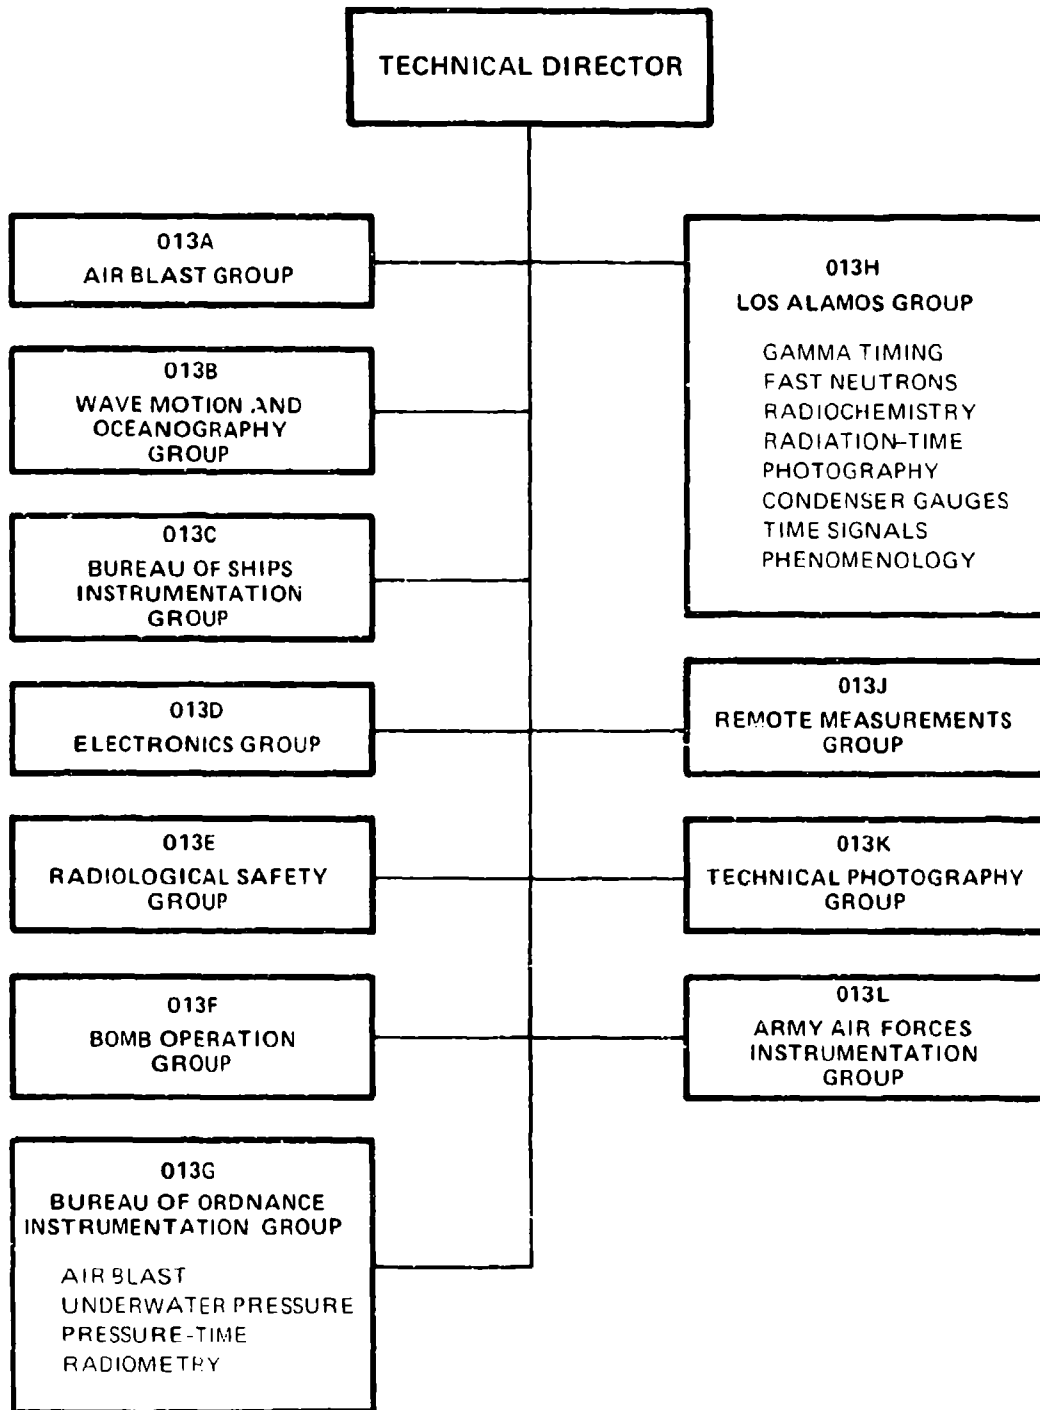 TECHNICAL DIRECTOR
013A
AIR BLAST GROUP
013B
WAVE MOTION AND
OCEANOGRAPHY
GROUP
013C
BUREAU OF SHIPS
INSTRUMENTATION
GROUP
013D
ELECTRONICS GROUP
013E
RADIOLOGICAL SAFETY
GROUP
013F
BOMB OPERATION
GROUP
013G
BUREAU OF ORDNANCE
INSTRUMENTATION GROUP
AIR BLAST
UNDERWATER PRESSURE
PRESSURE-TIME
RADIOMETRY
013H
LOS ALAMOS GROUP
GAMMA TIMING
FAST NEUTRONS
RADIOCHEMISTRY
RADIATION-TIME
PHOTOGRAPHY
CONDENSER GAUGES
TIME SIGNALS
PHENOMENOLOGY
013J
REMOTE MEASUREMENTS
GROUP
013K
TECHNICAL PHOTOGRAPHY
GROUP
013L
ARMY AIR FORCES
INSTRUMENTATION
GROUP